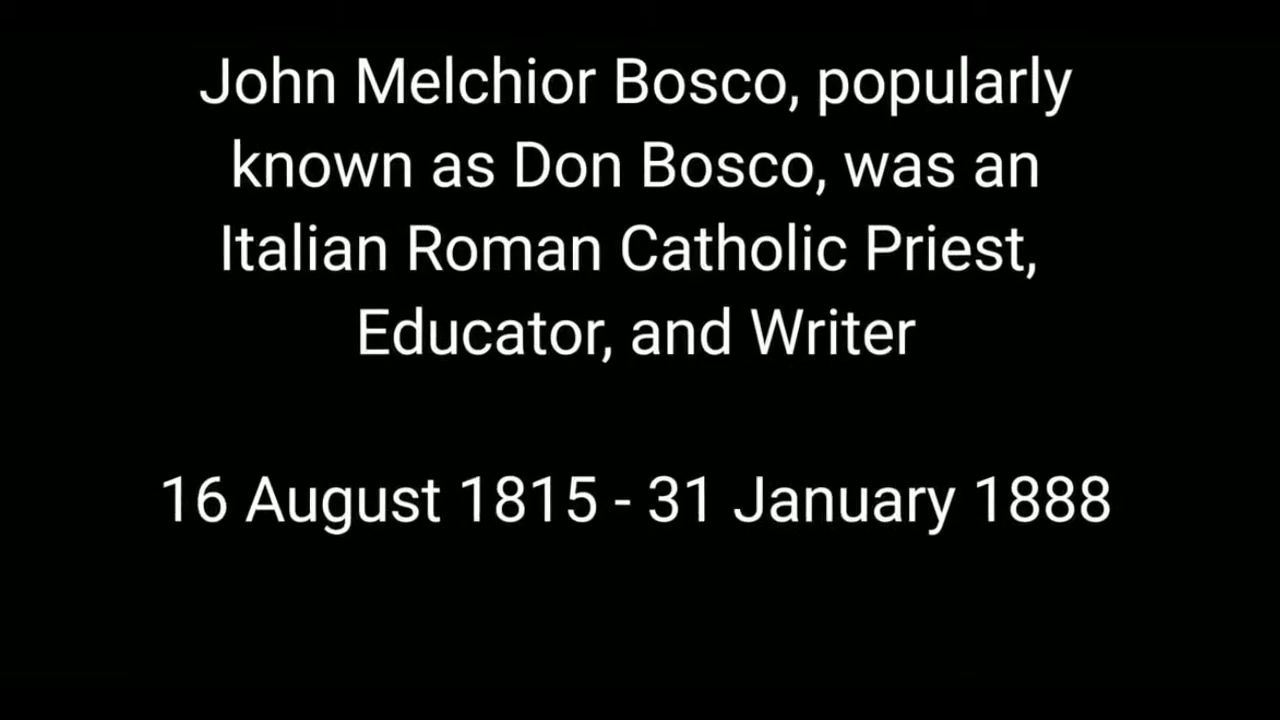 John Melchior Bosco, popularly
known as Don Bosco, was an
Italian Roman Catholic Priest,
Educator, and Writer
16 August 1815 - 31 January 1888